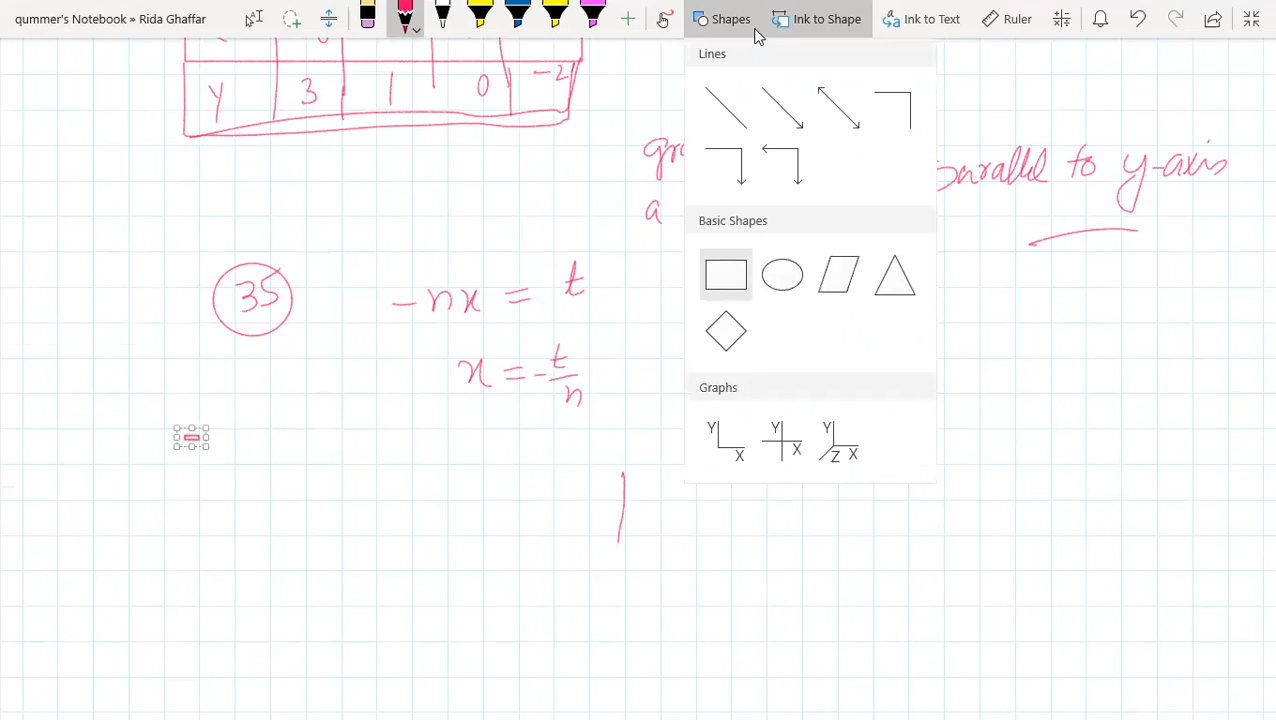 qummer's Notebook » Rida Ghaffar
Shapes
Ink to Shape
Ink to Text
Ruler
Lines
Basic Shapes
Graphs
Y
X
Y
X
Y
Z
X
Y 3 1 0 -2
parallel to y-axis
a
35
-nx = t
x = -t/n